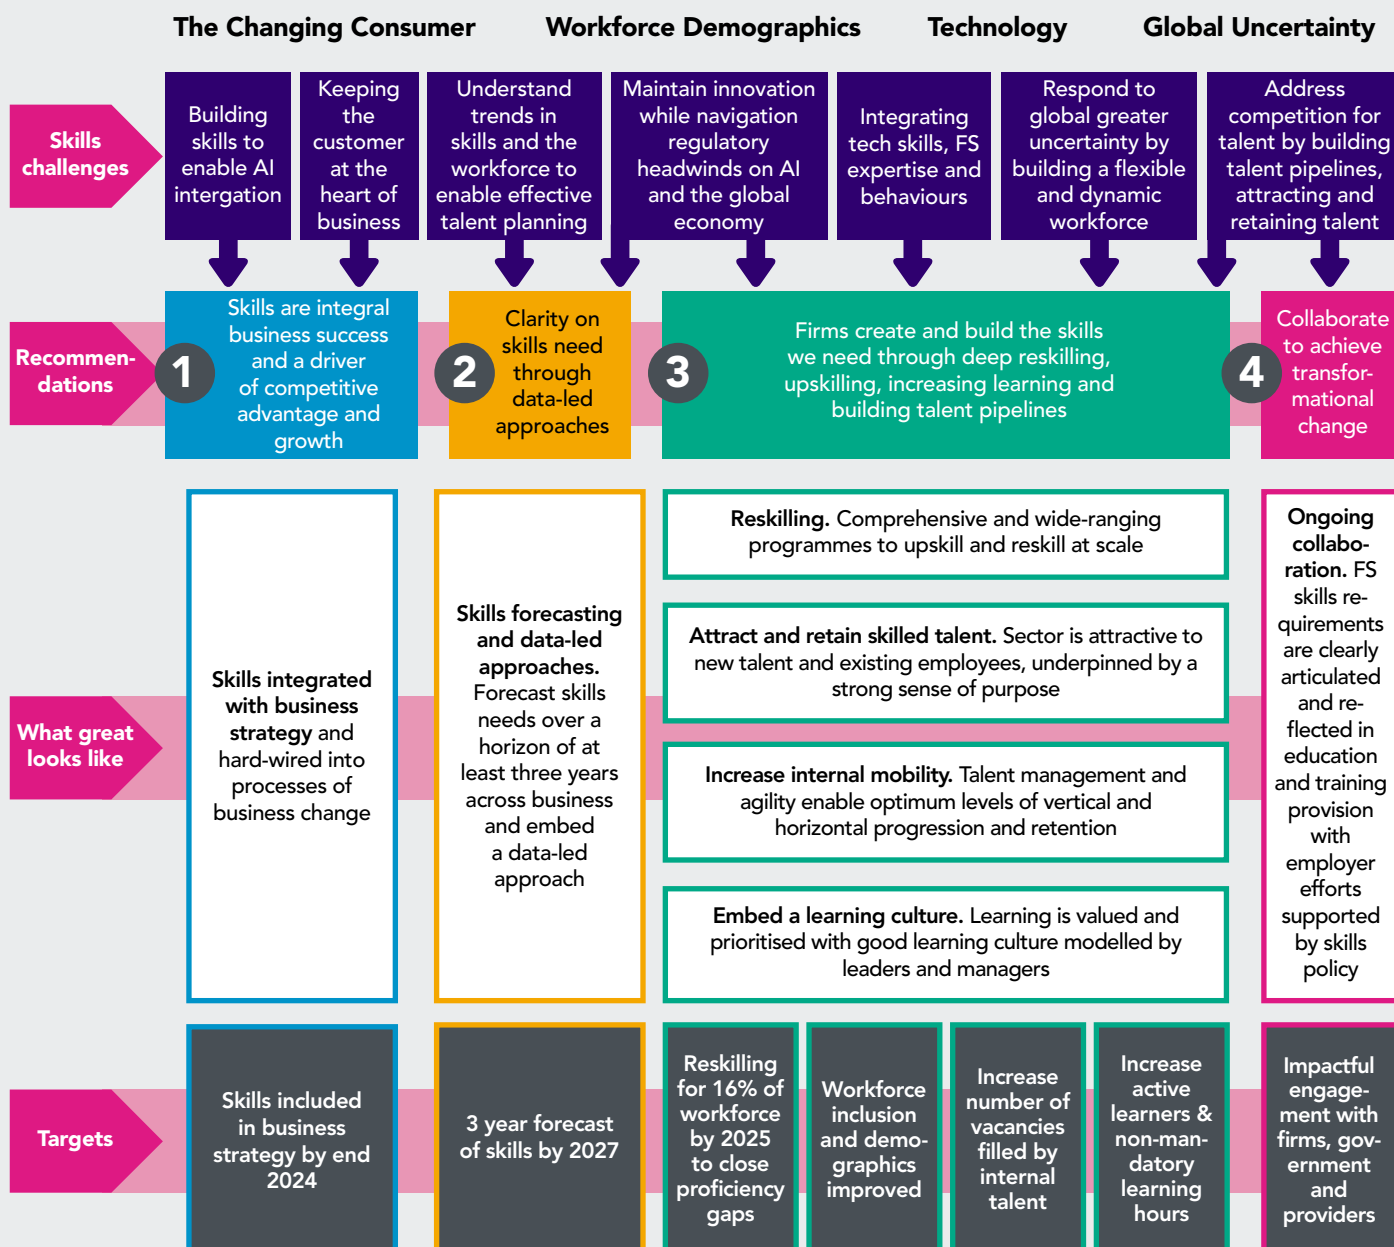 The Changing Consumer
Workforce Demographics
Technology
Global Uncertainty
Skills
challenges
Building
skills to
enable AI
intergation
Keeping
the
customer
at the
heart of
business
Understand
trends in
skills and the
workforce to
enable effective
talent planning
Maintain innovation
while navigation
regulatory
headwinds on AI
and the global
economy
Integrating
tech skills, FS
expertise and
behaviours
Respond to
global greater
uncertainty by
building a flexible
and dynamic
workforce
Address
competition for
talent by building
talent pipelines,
attracting and
retaining talent
Recommen-
dations
1
Skills are integral
business success
and a driver
of competitive
advantage and
growth
2
Clarity on
skills need
through
data-led
approaches
3
Firms create and build the skills
we need through deep reskilling,
upskilling, increasing learning and
building talent pipelines
4
Collaborate
to achieve
transfor-
mational
change
What great
looks like
Skills integrated
with business
strategy and
hard-wired into
processes of
business change
Skills forecasting
and data-led
approaches.
Forecast skills
needs over a
horizon of at
least three years
across business
and embed
a data-led
approach
Reskilling. Comprehensive and wide-ranging
programmes to upskill and reskill at scale
Attract and retain skilled talent. Sector is attractive to
new talent and existing employees, underpinned by a
strong sense of purpose
Increase internal mobility. Talent management and
agility enable optimum levels of vertical and
horizontal progression and retention
Embed a learning culture. Learning is valued and
prioritised with good learning culture modelled by
leaders and managers
Ongoing
collabo-
ration. FS
skills re-
quirements
are clearly
articulated
and re-
flected in
education
and training
provision
with
employer
efforts
supported
by skills
policy
Targets
Skills included
in business
strategy by end
2024
3 year forecast
of skills by 2027
Reskilling
for 16% of
workforce
by 2025
to close
proficiency
gaps
Workforce
inclusion
and demo-
graphics
improved
Increase
number of
vacancies
filled by
internal
talent
Increase
active
learners &
non-man-
datory
learning
hours
Impactful
engage-
ment with
firms, gov-
ernment
and
providers